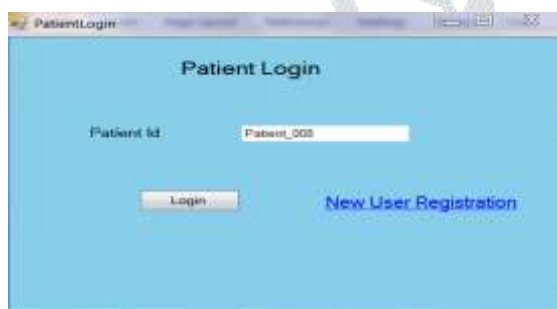 PatientLogin
Patient Login
Patient Id
Patient_008
Login
New User Registration